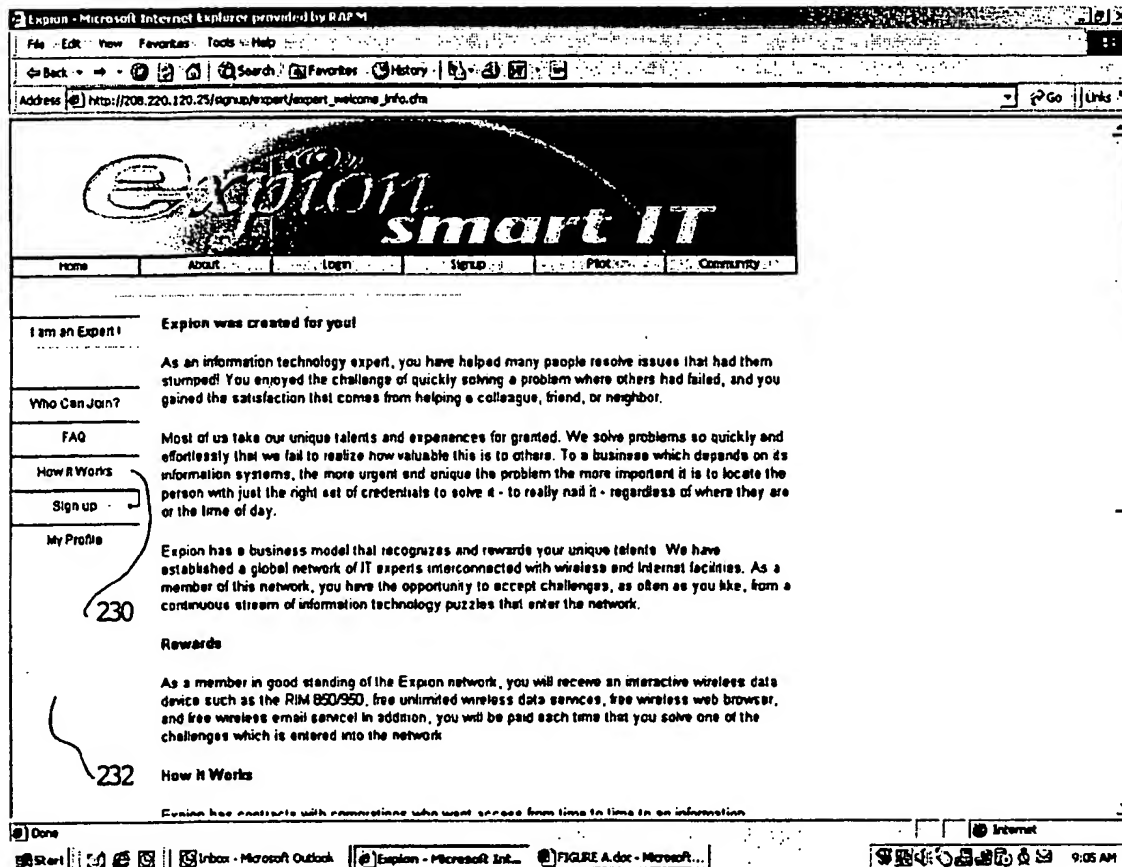 Expion - Microsoft Internet Explorer provided by RAPM
File Edit View Favorites Tools Help
Back Search Favorites History
Address http://208.220.120.25/signup/expert/expert_welcome_info.cfm Go Links
expion
smart IT
Home About Login Signup Pilot Community
I am an Expert!
Who Can Join?
FAQ
How it Works
Sign up
My Profile
230
232
Expion was created for you!
As an information technology expert, you have helped many people resolve issues that had them
stumped! You enjoyed the challenge of quickly solving a problem where others had failed, and you
gained the satisfaction that comes from helping a colleague, friend, or neighbor.
Most of us take our unique talents and experiences for granted. We solve problems so quickly and
effortlessly that we fail to realize how valuable this is to others. To a business which depends on its
information systems, the more urgent and unique the problem the more important it is to locate the
person with just the right set of credentials to solve it - to really nail it - regardless of where they are
or the time of day.
Expion has a business model that recognizes and rewards your unique talents. We have
established a global network of IT experts interconnected with wireless and Internet facilities. As a
member of this network, you have the opportunity to accept challenges, as often as you like, from a
continuous stream of information technology puzzles that enter the network.
Rewards
As a member in good standing of the Expion network, you will receive an interactive wireless data
device such as the RIM 850/950, free unlimited wireless data services, free wireless web browser,
and free wireless email service! In addition, you will be paid each time that you solve one of the
challenges which is entered into the network
How it Works
Expion has contracts with corporations who want access from time to time to an information
Done Internet
Start Inbox - Microsoft Outlook Expion - Microsoft Int... FIGURE A.doc - Microsoft... 9:05 AM